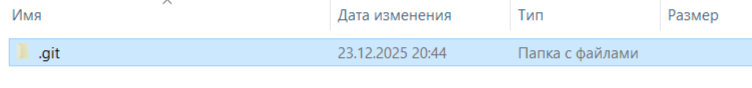 Имя Дата изменения Тип Размер
.git 23.12.2025 20:44 Папка с файлами